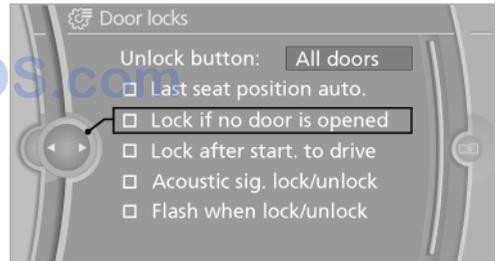 Door locks
Unlock button: All doors
Last seat position auto.
Lock if no door is opened
Lock after start. to drive
Acoustic sig. lock/unlock
Flash when lock/unlock
S.com